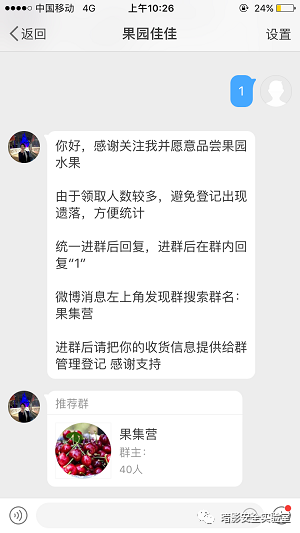 中国移动 4G 上午10:26 24%
返回 果园佳佳 设置
1
你好，感谢关注我并愿意品尝果园
水果
由于领取人数较多，避免登记出现
遗落，方便统计
统一进群后回复，进群后在群内回
复“1”
微博消息左上角发现群搜索群名：
果集营
进群后请把你的收货信息提供给群
管理登记 感谢支持
推荐群
果集营
群主：
40人
暗影安全实验室